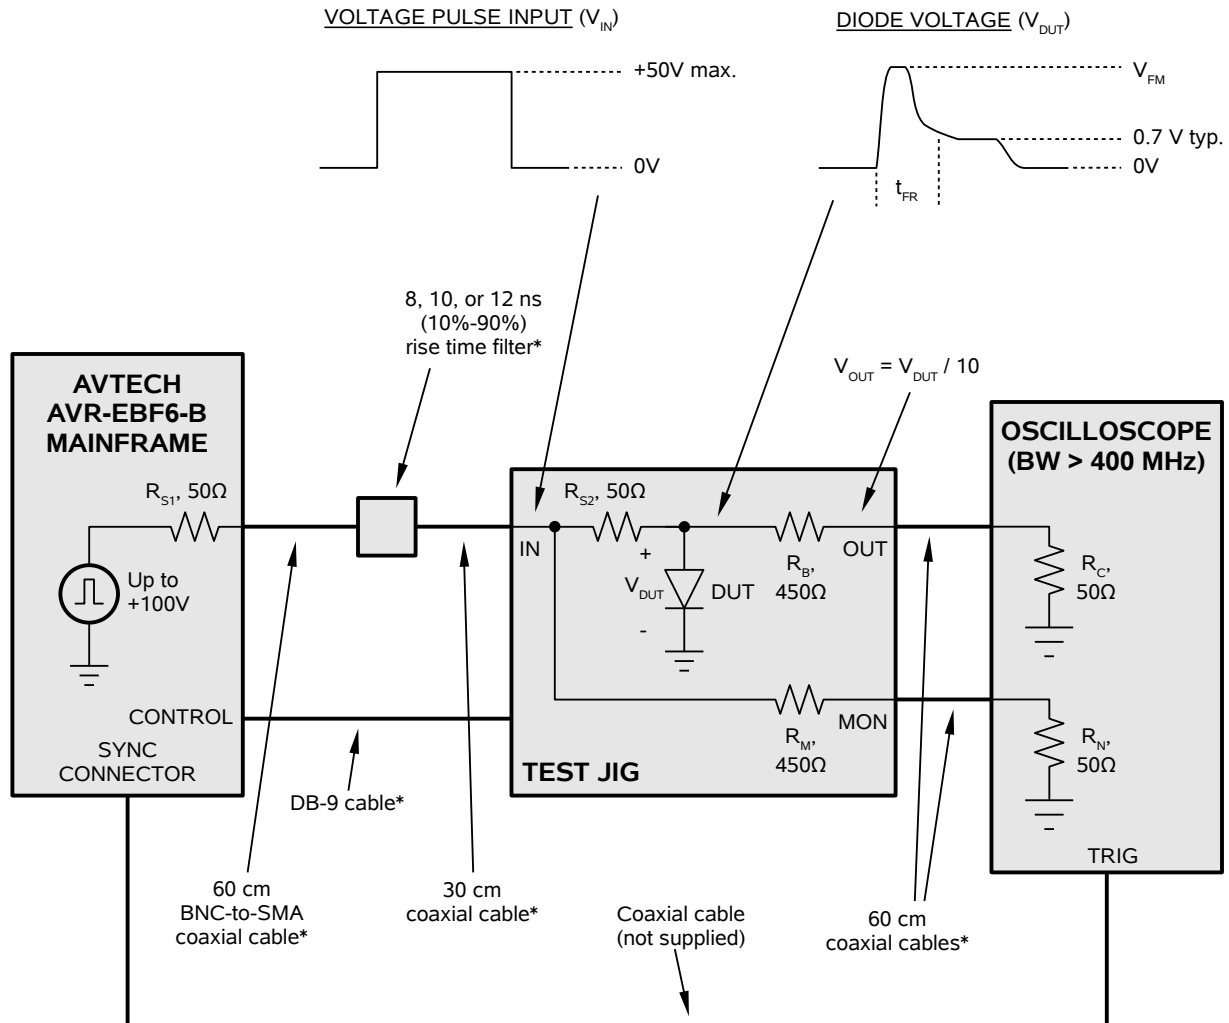 VOLTAGE PULSE INPUT (V_IN)
+50V max.
0V
DIODE VOLTAGE (V_DUT)
V_FM
0.7 V typ.
0V
t_FR
8, 10, or 12 ns
(10%-90%)
rise time filter*
V_OUT = V_DUT / 10
AVTECH
AVR-EBF6-B
MAINFRAME
R_S1, 50Ω
Up to
+100V
CONTROL
SYNC
CONNECTOR
IN
R_S2, 50Ω
+
V_DUT
-
DUT
R_B,
450Ω
OUT
R_M,
450Ω
MON
TEST JIG
OSCILLOSCOPE
(BW > 400 MHz)
R_C,
50Ω
R_N,
50Ω
TRIG
DB-9 cable*
60 cm
BNC-to-SMA
coaxial cable*
30 cm
coaxial cable*
Coaxial cable
(not supplied)
60 cm
coaxial cables*